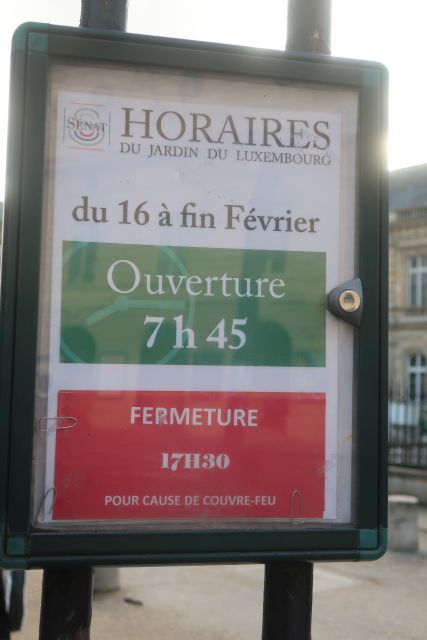 SÉNAT
HORAIRES
DU JARDIN DU LUXEMBOURG
du 16 à fin Février
Ouverture
7 h 45
FERMETURE
17H30
POUR CAUSE DE COUVRE-FEU